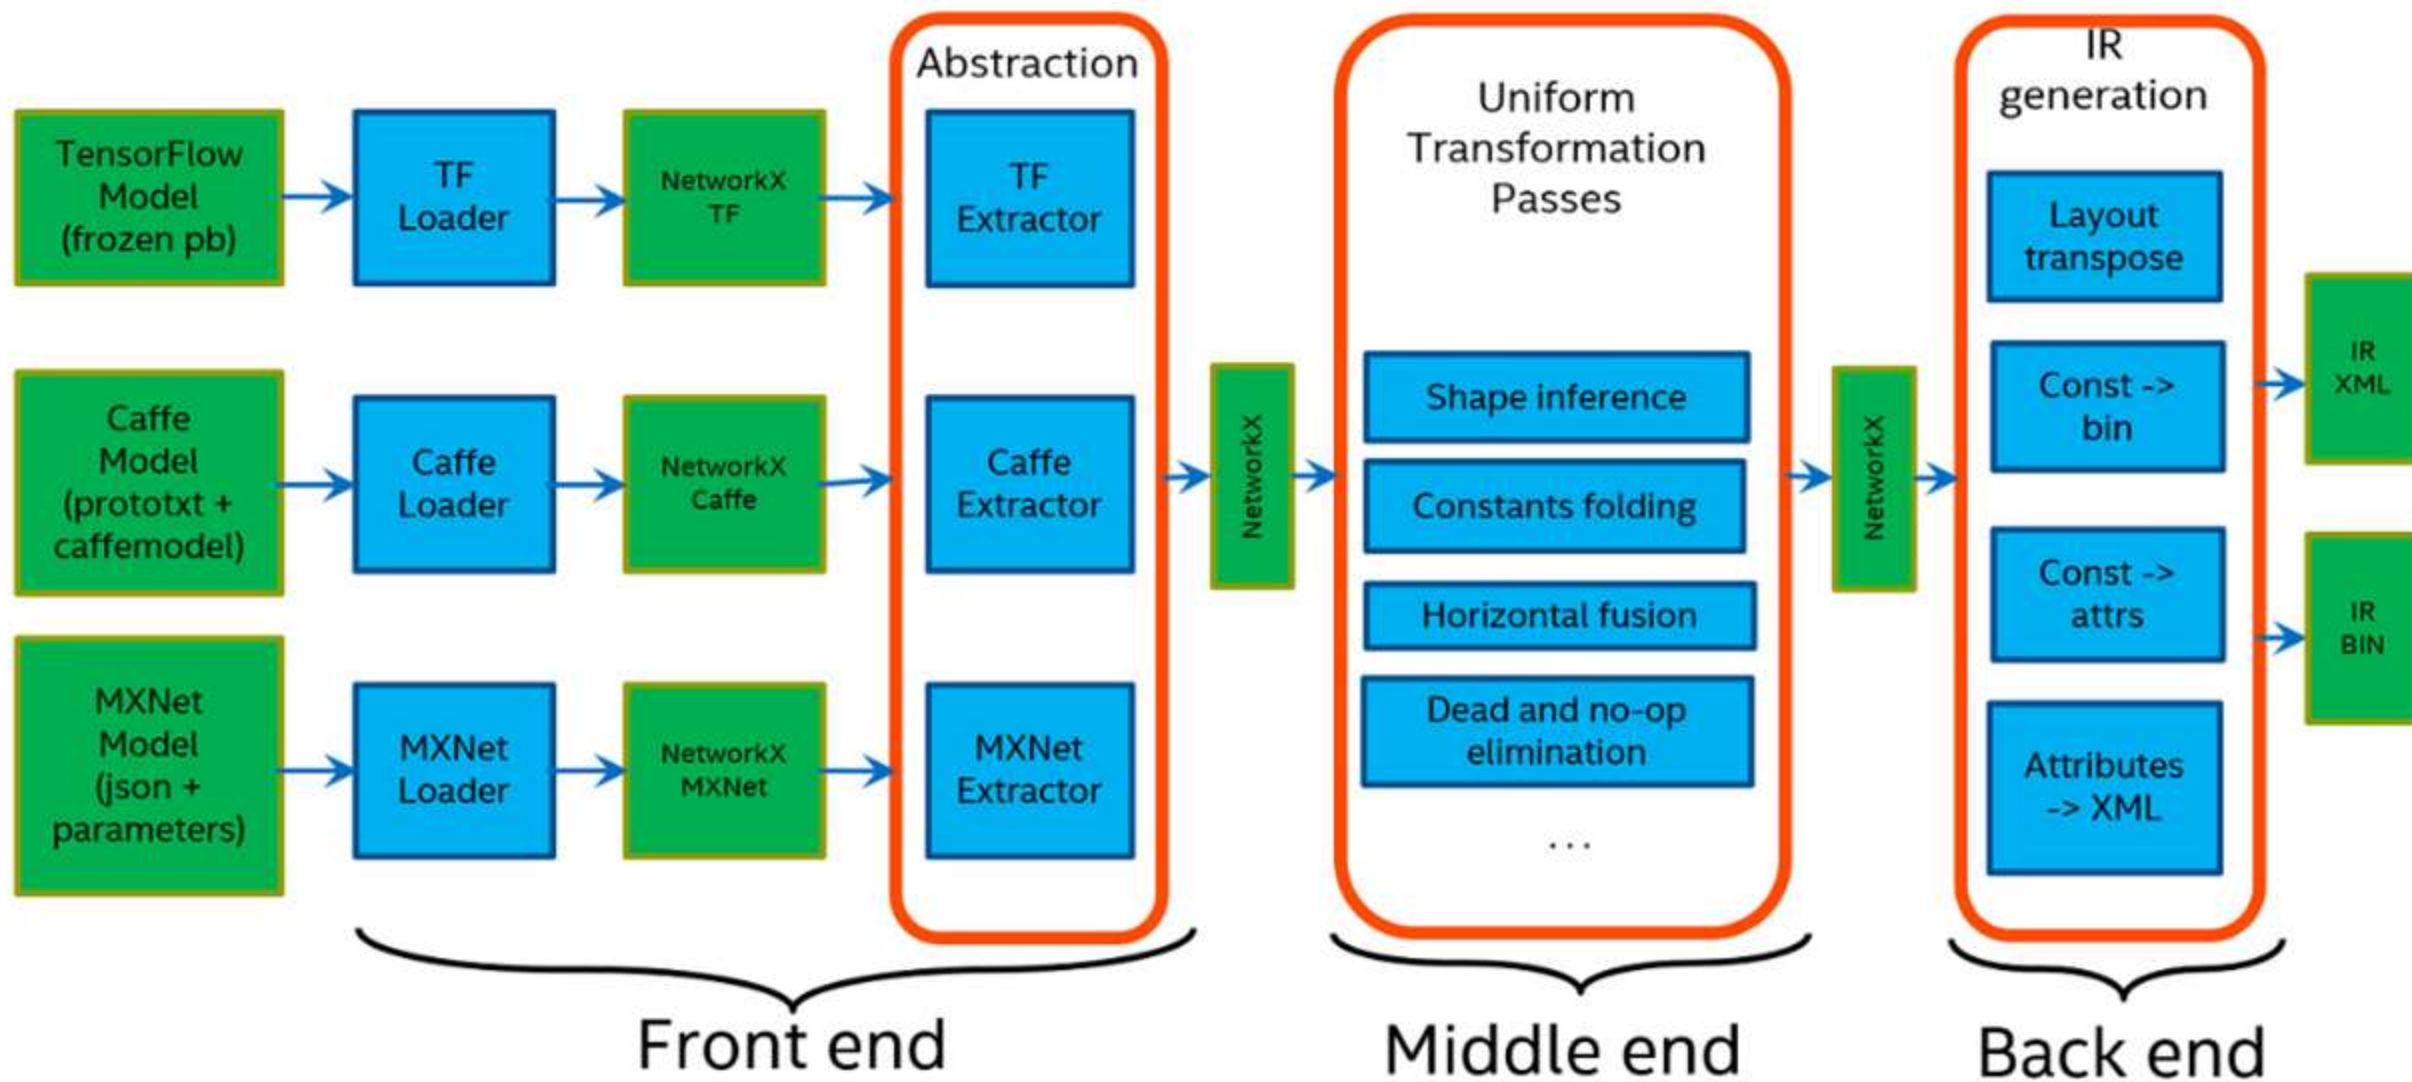 Abstraction
TensorFlow
Model
(frozen pb)
TF
Loader
NetworkX
TF
TF
Extractor
Caffe
Model
(prototxt +
caffemodel)
Caffe
Loader
NetworkX
Caffe
Caffe
Extractor
MXNet
Model
(json +
parameters)
MXNet
Loader
NetworkX
MXNet
MXNet
Extractor
NetworkX
Uniform
Transformation
Passes
Shape inference
Constants folding
Horizontal fusion
Dead and no-op
elimination
...
NetworkX
IR
generation
Layout
transpose
Const ->
bin
Const ->
attrs
Attributes
-> XML
IR
XML
IR
BIN
Front end
Middle end
Back end